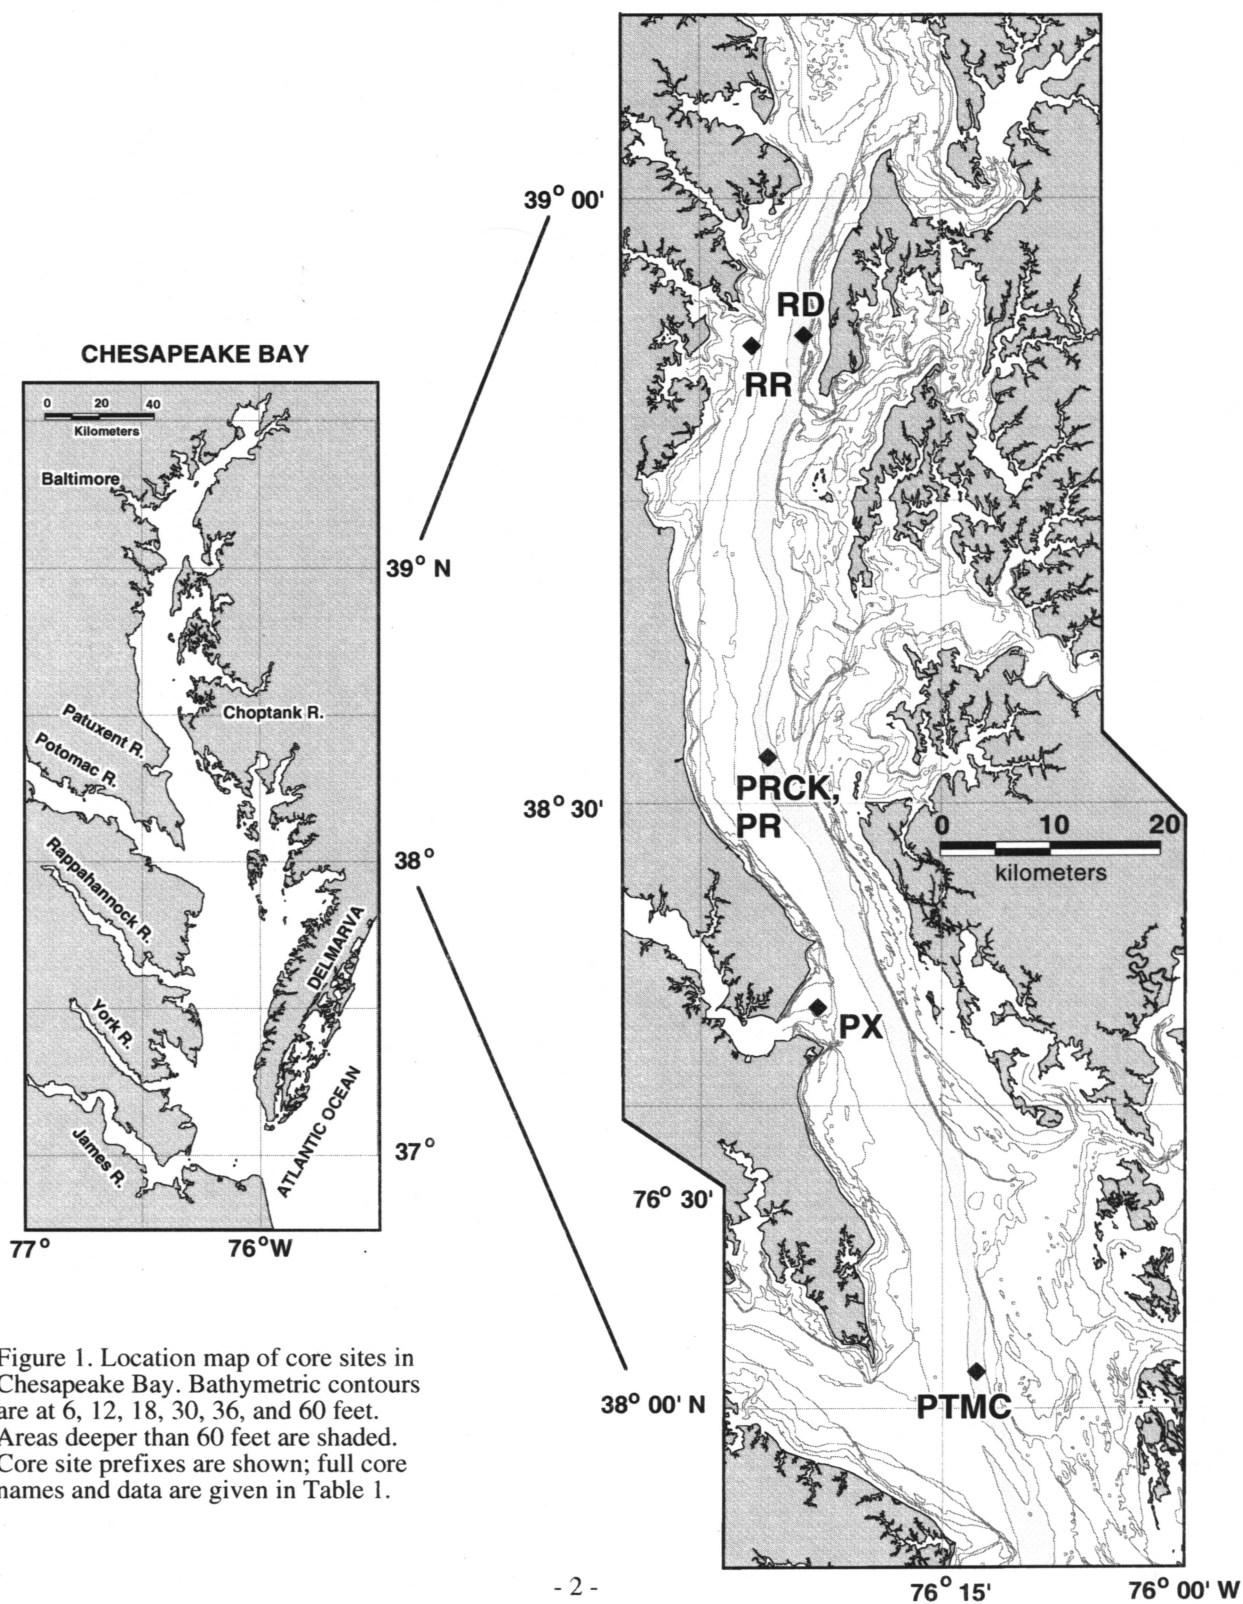 CHESAPEAKE BAY
0 20 40
Kilometers
Baltimore
Choptank R.
Patuxent R.
Potomac R.
Rappahannock R.
York R.
James R.
DELMARVA
ATLANTIC OCEAN
39° N
38°
37°
77°
76°W
39° 00'
RD
RR
PRCK,
PR
38° 30'
0 10 20
kilometers
PX
76° 30'
38° 00' N
PTMC
76° 15'
76° 00' W
Figure 1. Location map of core sites in
Chesapeake Bay. Bathymetric contours
are at 6, 12, 18, 30, 36, and 60 feet.
Areas deeper than 60 feet are shaded.
Core site prefixes are shown; full core
names and data are given in Table 1.
- 2 -